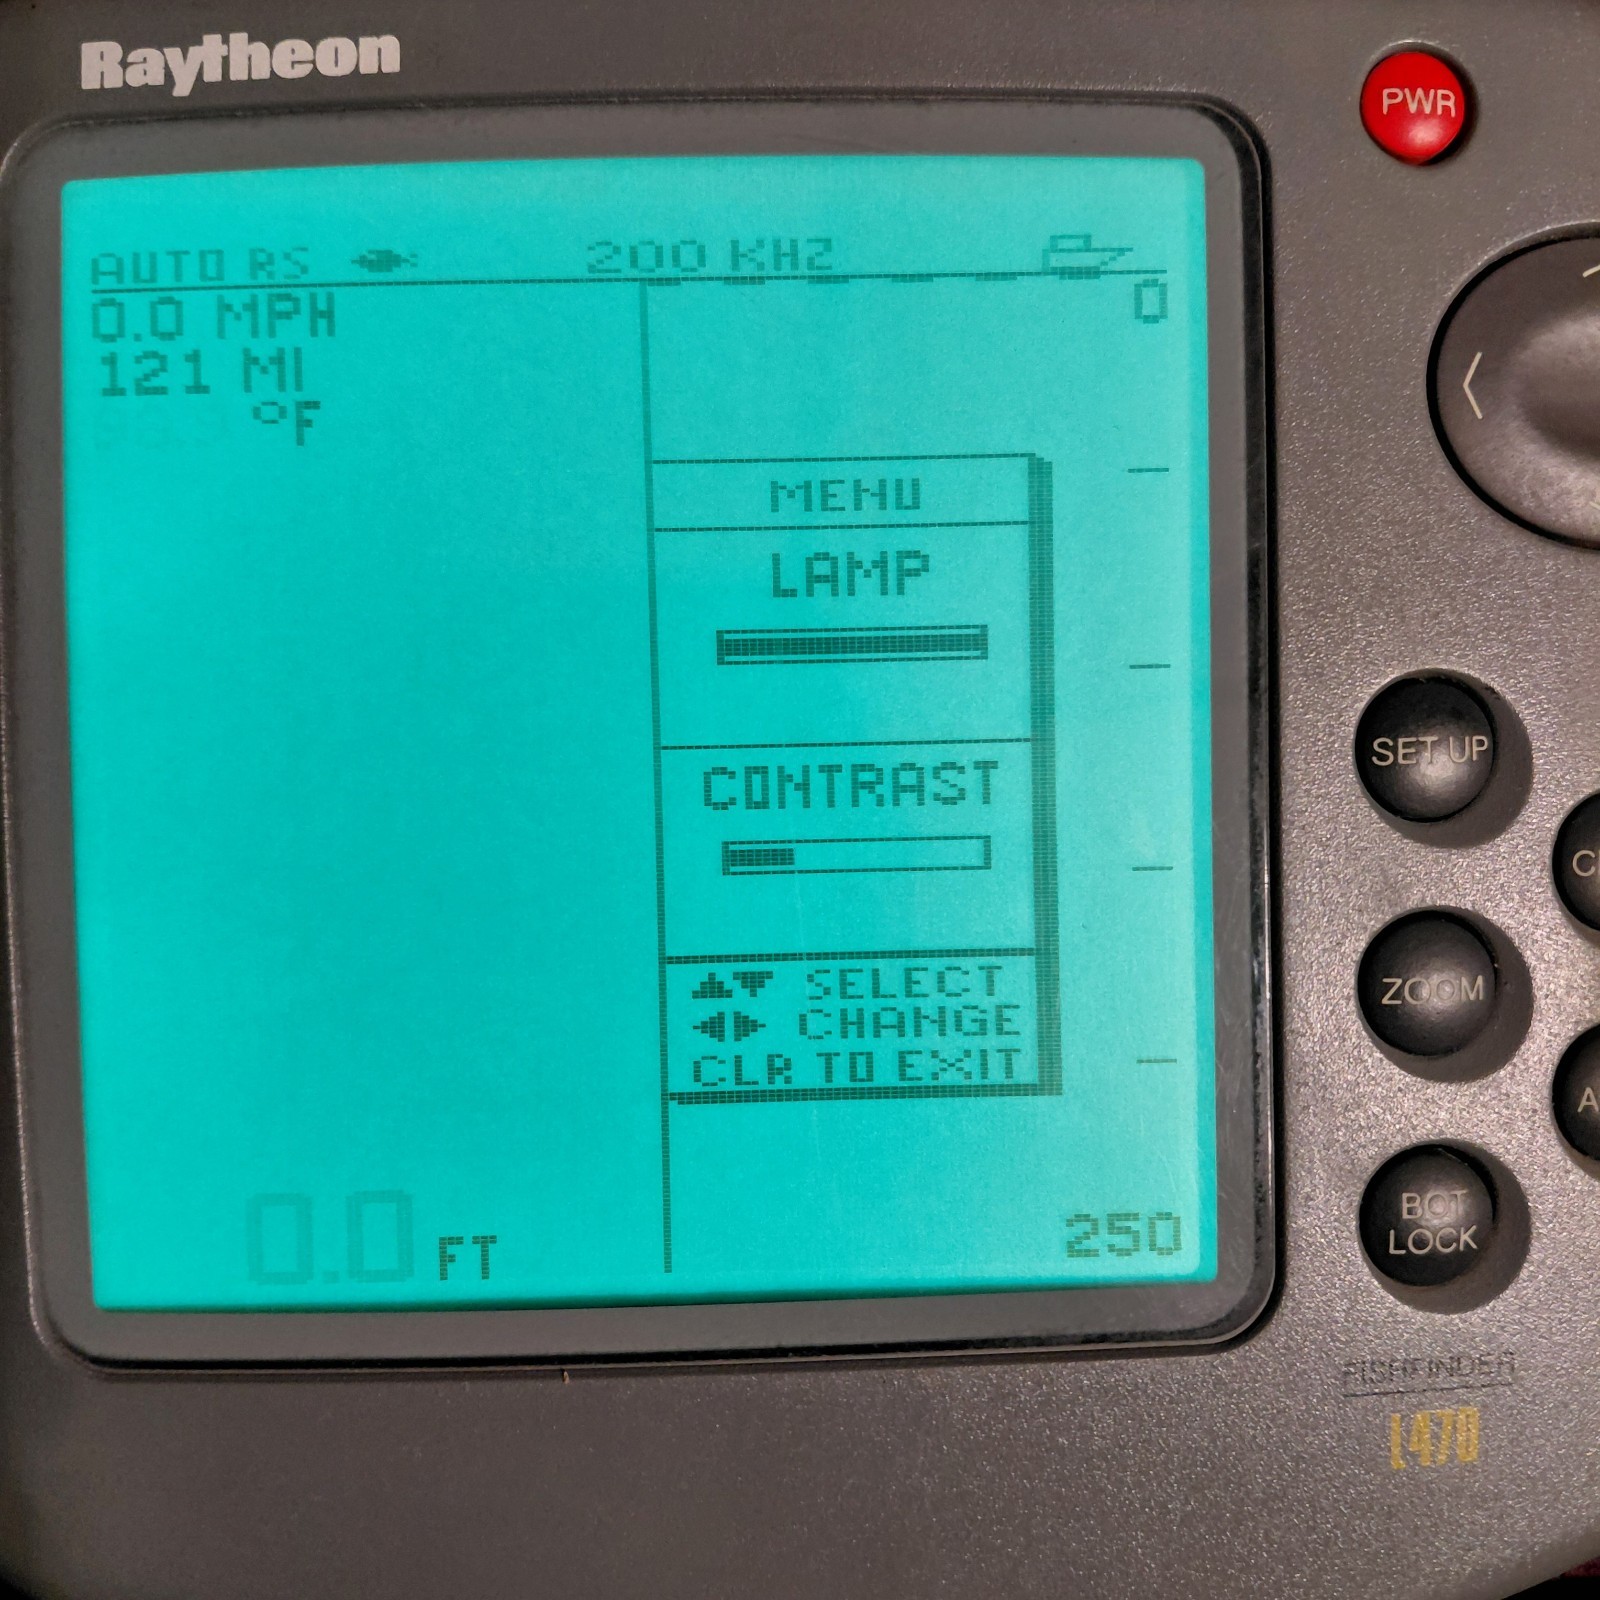 Raytheon
PWR
AUTO RS 200 KHZ
0.0 MPH
0
121 MI
°F
MENU
LAMP
CONTRAST
SELECT
CHANGE
CLR TO EXIT
0.0 FT
250
SET UP
ZOOM
BOT
LOCK
FISHFINDER
L470